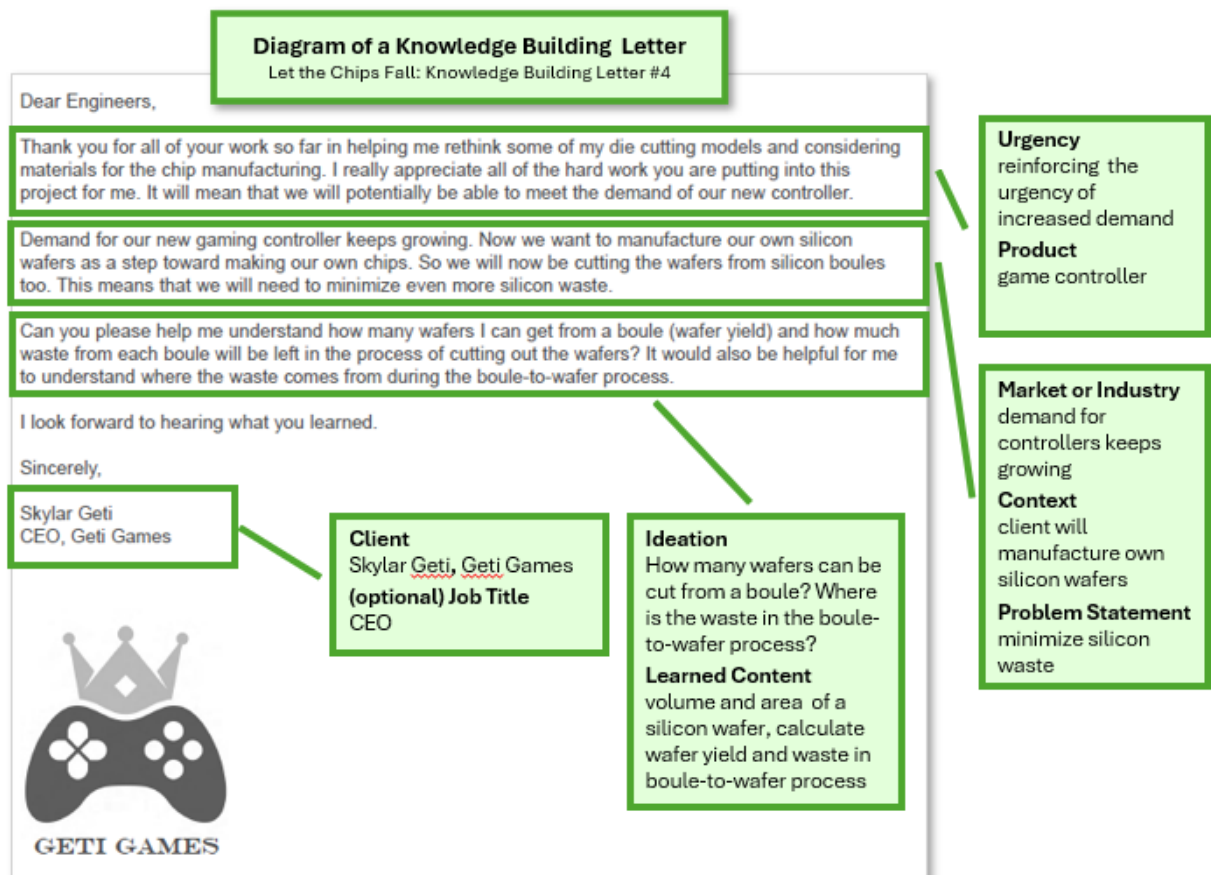 Diagram of a Knowledge Building Letter
Let the Chips Fall: Knowledge Building Letter #4
Dear Engineers,
Thank you for all of your work so far in helping me rethink some of my die cutting models and considering
materials for the chip manufacturing. I really appreciate all of the hard work you are putting into this
project for me. It will mean that we will potentially be able to meet the demand of our new controller.
Demand for our new gaming controller keeps growing. Now we want to manufacture our own silicon
wafers as a step toward making our own chips. So we will now be cutting the wafers from silicon boules
too. This means that we will need to minimize even more silicon waste.
Can you please help me understand how many wafers I can get from a boule (wafer yield) and how much
waste from each boule will be left in the process of cutting out the wafers? It would also be helpful for me
to understand where the waste comes from during the boule-to-wafer process.
I look forward to hearing what you learned.
Sincerely,
Skylar Geti
CEO, Geti Games
GETI GAMES
Client
Skylar Geti, Geti Games
(optional) Job Title
CEO
Ideation
How many wafers can be
cut from a boule? Where
is the waste in the boule-
to-wafer process?
Learned Content
volume and area of a
silicon wafer, calculate
wafer yield and waste in
boule-to-wafer process
Urgency
reinforcing the
urgency of
increased demand
Product
game controller
Market or Industry
demand for
controllers keeps
growing
Context
client will
manufacture own
silicon wafers
Problem Statement
minimize silicon
waste